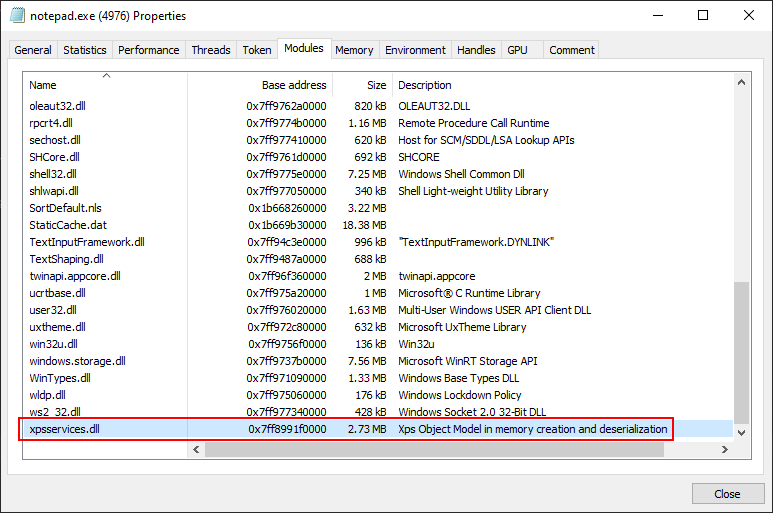 notepad.exe (4976) Properties
General Statistics Performance Threads Token Modules Memory Environment Handles GPU Comment
Name Base address Size Description
oleaut32.dll 0x7ff9762a0000 820 kB OLEAUT32.DLL
rpcrt4.dll 0x7ff9774b0000 1.16 MB Remote Procedure Call Runtime
sechost.dll 0x7ff977410000 620 kB Host for SCM/SDDL/LSA Lookup APIs
SHCore.dll 0x7ff9761d0000 692 kB SHCORE
shell32.dll 0x7ff9775e0000 7.25 MB Windows Shell Common Dll
shlwapi.dll 0x7ff977050000 340 kB Shell Light-weight Utility Library
SortDefault.nls 0x1b668260000 3.22 MB
StaticCache.dat 0x1b669b30000 18.38 MB
TextInputFramework.dll 0x7ff94c3e0000 996 kB "TextInputFramework.DYNLINK"
TextShaping.dll 0x7ff9487a0000 688 kB
twinapi.appcore.dll 0x7ff96f360000 2 MB twinapi.appcore
ucrtbase.dll 0x7ff975a20000 1 MB Microsoft® C Runtime Library
user32.dll 0x7ff976020000 1.63 MB Multi-User Windows USER API Client DLL
uxtheme.dll 0x7ff972c80000 632 kB Microsoft UxTheme Library
win32u.dll 0x7ff9756f0000 136 kB Win32u
windows.storage.dll 0x7ff9737b0000 7.56 MB Microsoft WinRT Storage API
WinTypes.dll 0x7ff971090000 1.33 MB Windows Base Types DLL
wldp.dll 0x7ff975060000 176 kB Windows Lockdown Policy
ws2_32.dll 0x7ff977340000 428 kB Windows Socket 2.0 32-Bit DLL
xpsservices.dll 0x7ff8991f0000 2.73 MB Xps Object Model in memory creation and deserialization
Close